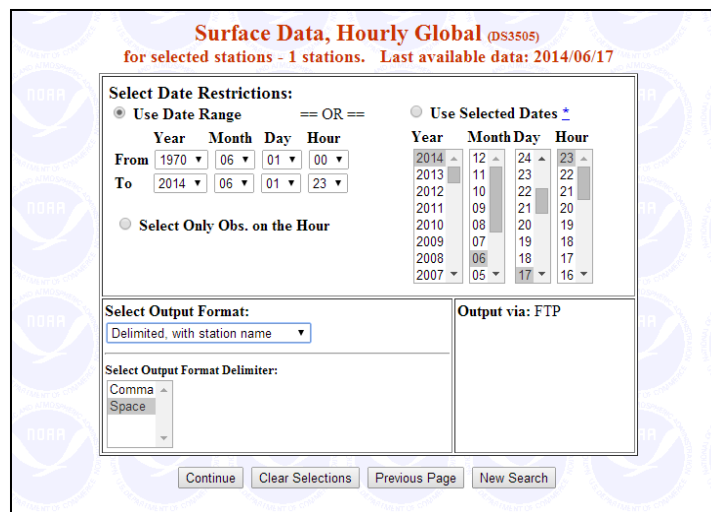 Surface Data, Hourly Global (DS3505)
for selected stations - 1 stations. Last available data: 2014/06/17
Select Date Restrictions:
Use Date Range == OR == Use Selected Dates *
Year Month Day Hour Year Month Day Hour
From 1970 06 01 00
To 2014 06 01 23
Select Only Obs. on the Hour
2014 12 24 23
2013 11 23 22
2012 10 22 21
2011 09 21 20
2010 08 20 19
2009 07 19 18
2008 06 18 17
2007 05 17 16
Select Output Format:
Delimited, with station name
Output via: FTP
Select Output Format Delimiter:
Comma
Space
Continue Clear Selections Previous Page New Search